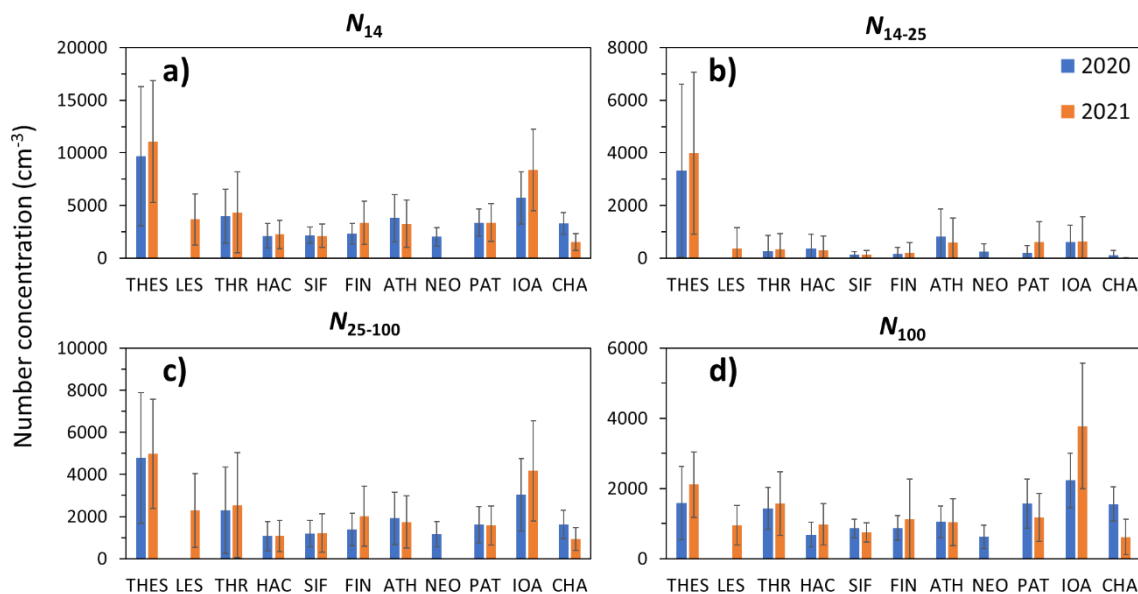 N14
20000
15000
10000
5000
0
a)
THES LES THR HAC SIF FIN ATH NEO PAT IOA CHA
N14-25
8000
6000
4000
2000
0
b)
2020
2021
THES LES THR HAC SIF FIN ATH NEO PAT IOA CHA
Number concentration (cm-3)
N25-100
10000
8000
6000
4000
2000
0
c)
THES LES THR HAC SIF FIN ATH NEO PAT IOA CHA
N100
6000
4000
2000
0
d)
THES LES THR HAC SIF FIN ATH NEO PAT IOA CHA